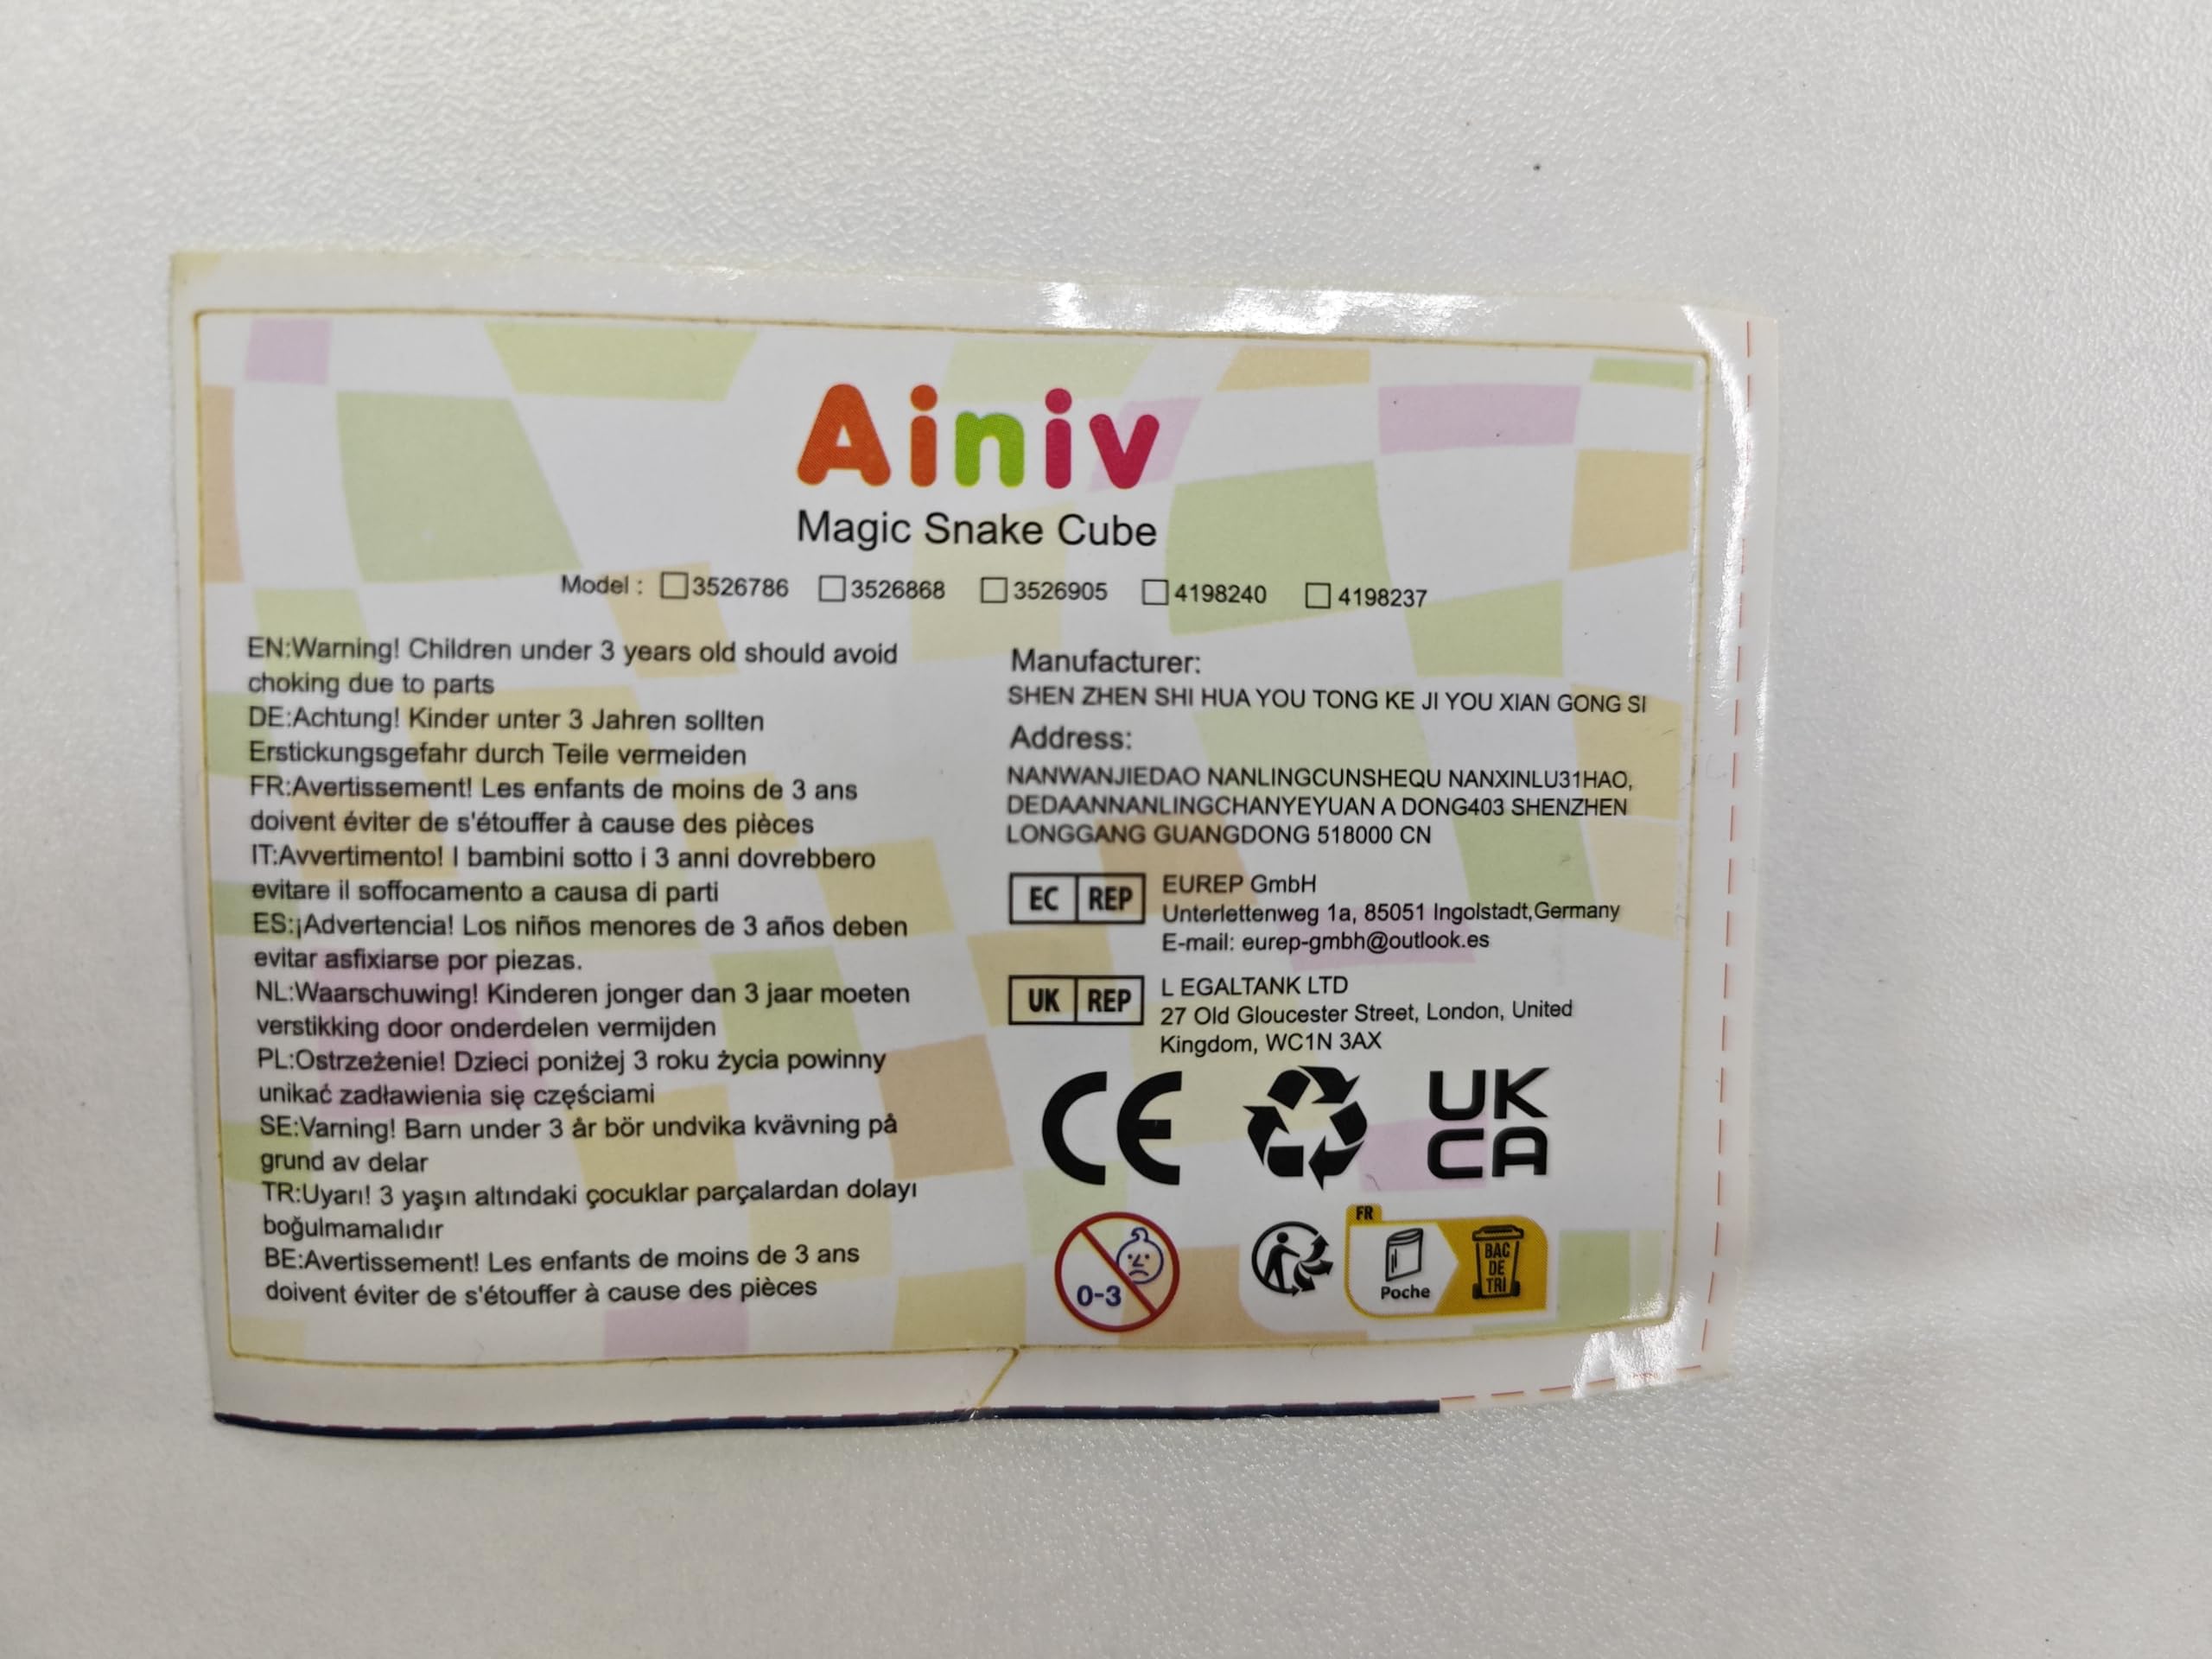 Ainiv
Magic Snake Cube
Model : □3526786 □3526868 □3526905 □4198240 □4198237
EN:Warning! Children under 3 years old should avoid
choking due to parts
DE:Achtung! Kinder unter 3 Jahren sollten
Erstickungsgefahr durch Teile vermeiden
FR:Avertissement! Les enfants de moins de 3 ans
doivent éviter de s'étouffer à cause des pièces
IT:Avvertimento! I bambini sotto i 3 anni dovrebbero
evitare il soffocamento a causa di parti
ES:¡Advertencia! Los niños menores de 3 años deben
evitar asfixiarse por piezas.
NL:Waarschuwing! Kinderen jonger dan 3 jaar moeten
verstikking door onderdelen vermijden
PL:Ostrzeżenie! Dzieci poniżej 3 roku życia powinny
unikać zadławienia się częściami
SE:Varning! Barn under 3 år bör undvika kvävning på
grund av delar
TR:Uyarı! 3 yaşın altındaki çocuklar parçalardan dolayı
boğulmamalıdır
BE:Avertissement! Les enfants de moins de 3 ans
doivent éviter de s'étouffer à cause des pièces
Manufacturer:
SHEN ZHEN SHI HUA YOU TONG KE JI YOU XIAN GONG SI
Address:
NANWANJIEDAO NANLINGCUNSHEQU NANXINLU31HAO,
DEDAANNANLINGCHANYEYUAN A DONG403 SHENZHEN
LONGGANG GUANGDONG 518000 CN
EC REP
EUREP GmbH
Unterlettenweg 1a, 85051 Ingolstadt,Germany
E-mail: eurep-gmbh@outlook.es
UK REP
L EGALTANK LTD
27 Old Gloucester Street, London, United
Kingdom, WC1N 3AX
CE
UK
CA
0-3
FR
Poche
BAC
DE
TRI